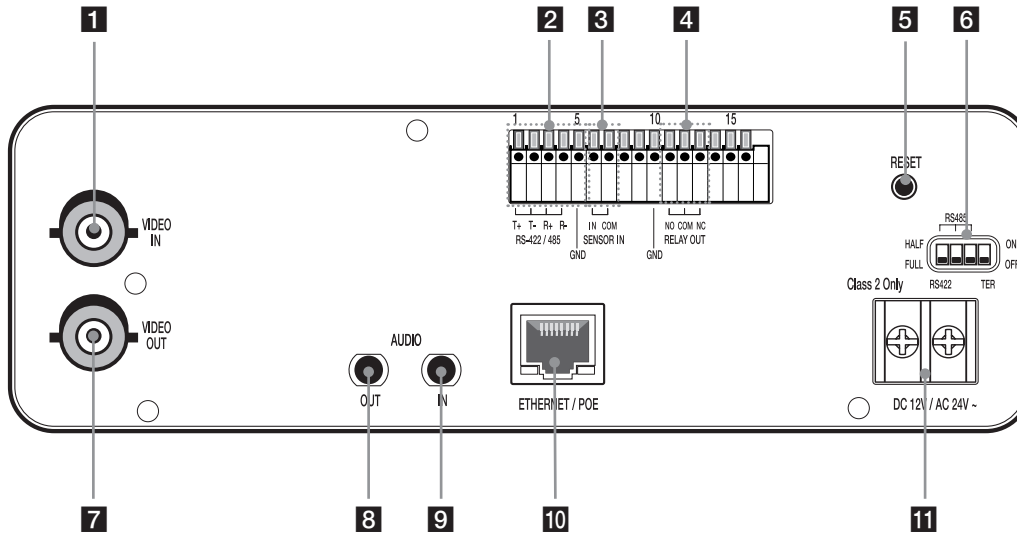 1 2 3 4 5 6
1 5 10 15
RESET
VIDEO IN
T+ T- R+ R- IN COM NO COM NC
RS-422 / 485 SENSOR IN RELAY OUT
GND GND
RS485
HALF ON
FULL OFF
RS422 TER
Class 2 Only
VIDEO OUT
AUDIO
OUT IN
ETHERNET / POE
DC 12V / AC 24V ~
7 8 9 10 11